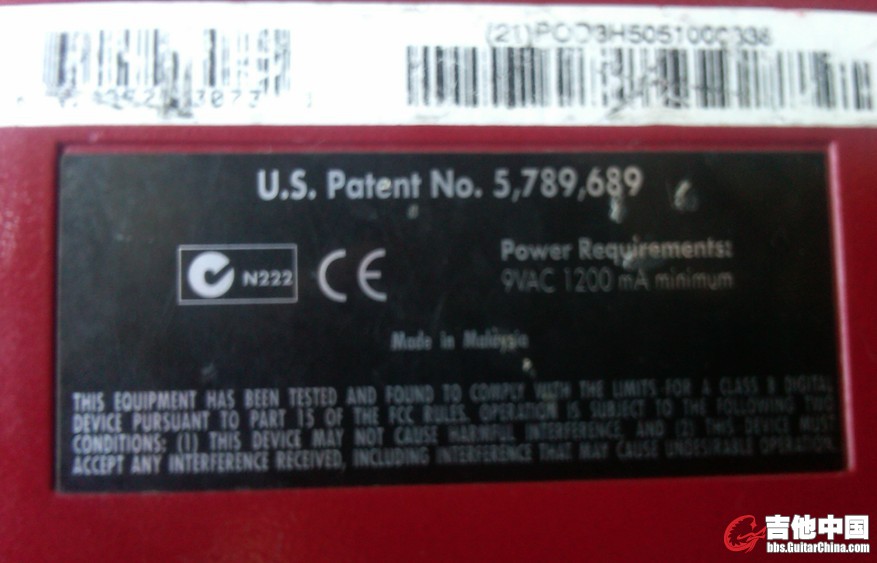 (21)POD3H5051000336
U.S. Patent No. 5,789,689
N222 CE
Power Requirements:
9VAC 1200 mA minimum
Made in Malaysia
THIS EQUIPMENT HAS BEEN TESTED AND FOUND TO COMPLY WITH THE LIMITS FOR A CLASS B DIGITAL
DEVICE PURSUANT TO PART 15 OF THE FCC RULES. OPERATION IS SUBJECT TO THE FOLLOWING TWO
CONDITIONS: (1) THIS DEVICE MAY NOT CAUSE HARMFUL INTERFERENCE, AND (2) THIS DEVICE MUST
ACCEPT ANY INTERFERENCE RECEIVED, INCLUDING INTERFERENCE THAT MAY CAUSE UNDESIRABLE OPERATION.
吉他中国
bbs.GuitarChina.com